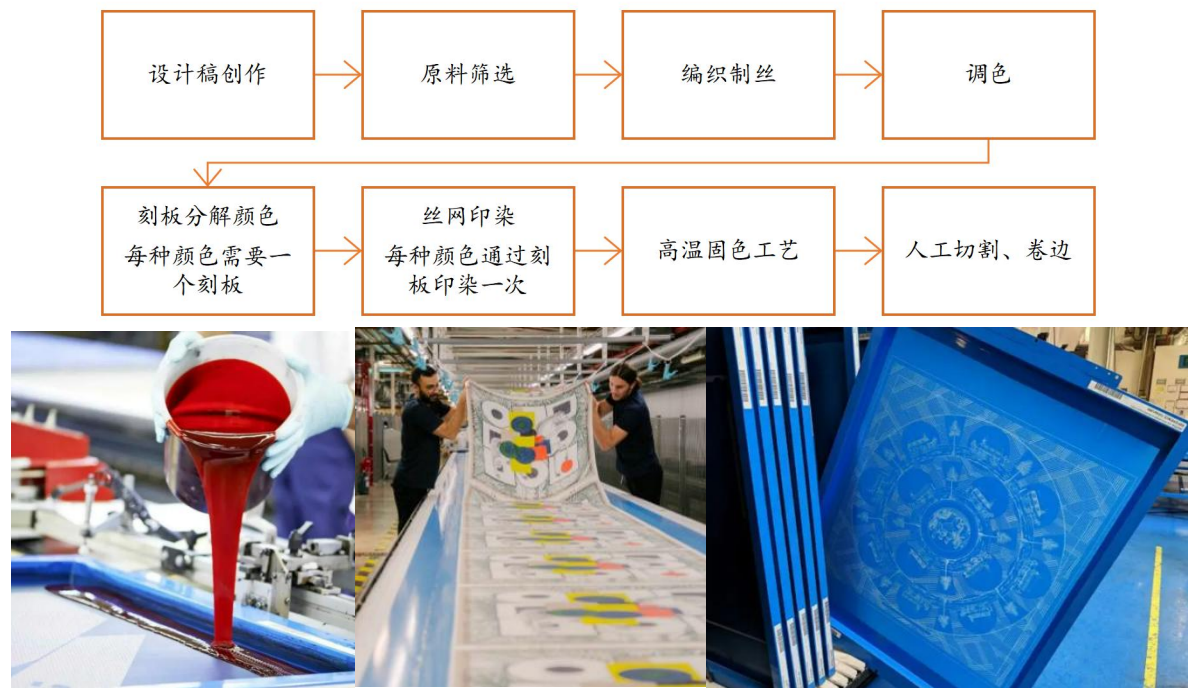 设计稿创作
原料筛选
编织制丝
调色
刻板分解颜色
每种颜色需要一
个刻板
丝网印染
每种颜色通过刻
板印染一次
高温固色工艺
人工切割、卷边